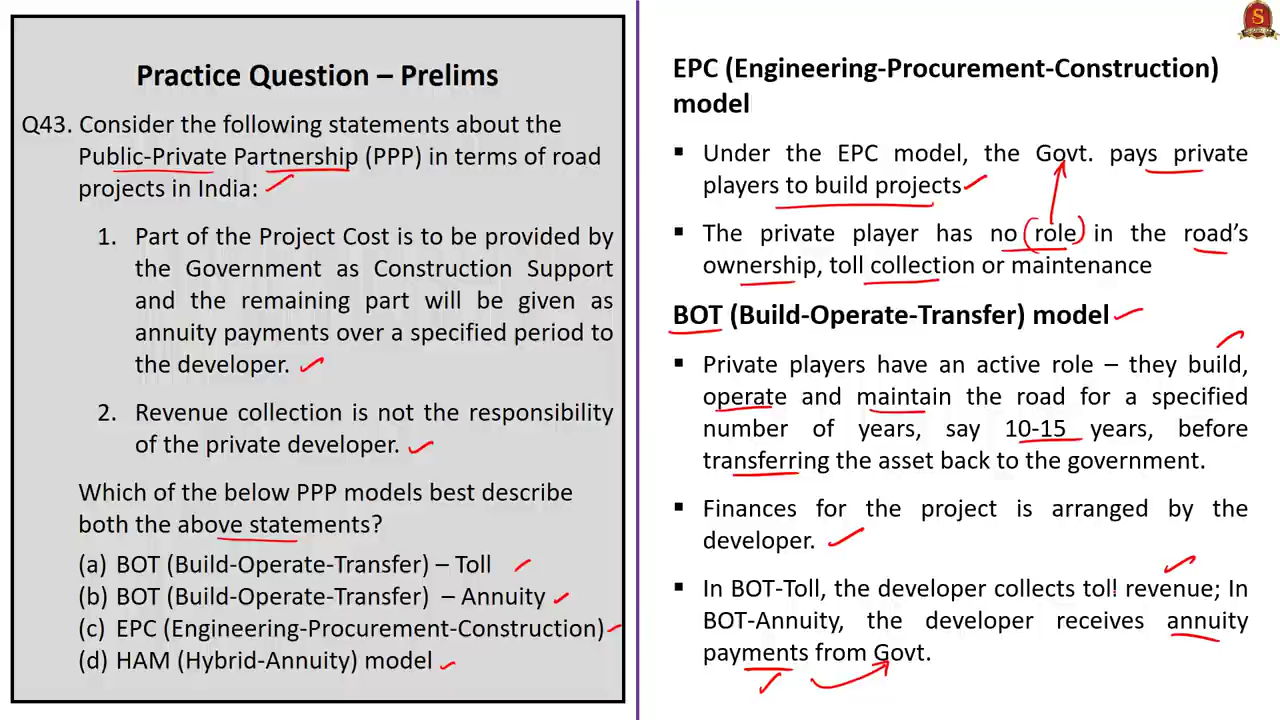 Practice Question – Prelims
Q43. Consider the following statements about the
Public-Private Partnership (PPP) in terms of road
projects in India:
1. Part of the Project Cost is to be provided by
the Government as Construction Support
and the remaining part will be given as
annuity payments over a specified period to
the developer.
2. Revenue collection is not the responsibility
of the private developer.
Which of the below PPP models best describe
both the above statements?
(a) BOT (Build-Operate-Transfer) – Toll
(b) BOT (Build-Operate-Transfer) – Annuity
(c) EPC (Engineering-Procurement-Construction)
(d) HAM (Hybrid-Annuity) model
EPC (Engineering-Procurement-Construction)
model
▪ Under the EPC model, the Govt. pays private
players to build projects
▪ The private player has no role in the road's
ownership, toll collection or maintenance
BOT (Build-Operate-Transfer) model
▪ Private players have an active role – they build,
operate and maintain the road for a specified
number of years, say 10-15 years, before
transferring the asset back to the government.
▪ Finances for the project is arranged by the
developer.
▪ In BOT-Toll, the developer collects toll revenue; In
BOT-Annuity, the developer receives annuity
payments from Govt.